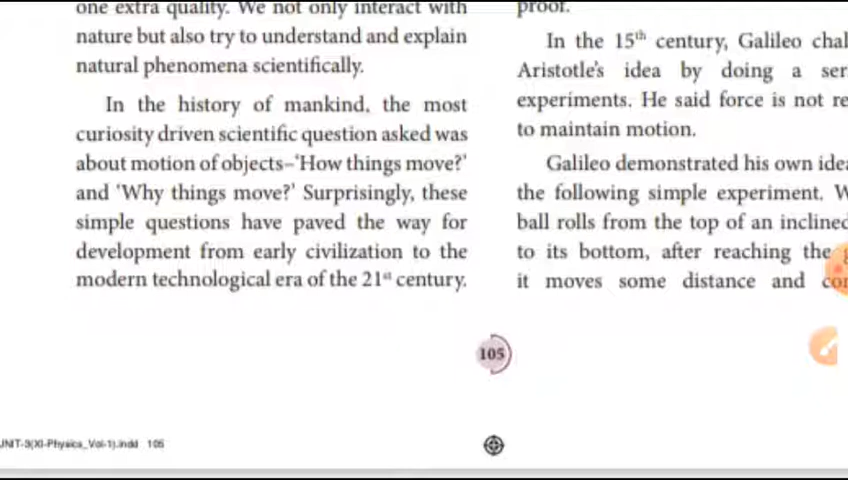 one extra quality. We not only interact with
nature but also try to understand and explain
natural phenomena scientifically.
In the history of mankind, the most
curiosity driven scientific question asked was
about motion of objects–‘How things move?’
and ‘Why things move?’ Surprisingly, these
simple questions have paved the way for
development from early civilization to the
modern technological era of the 21st century.
proof.
In the 15th century, Galileo chal
Aristotle’s idea by doing a ser
experiments. He said force is not re
to maintain motion.
Galileo demonstrated his own idea
the following simple experiment. W
ball rolls from the top of an inclined
to its bottom, after reaching the g
it moves some distance and con
105
UNIT-3(XI-Physics_Vol-1).indd 105